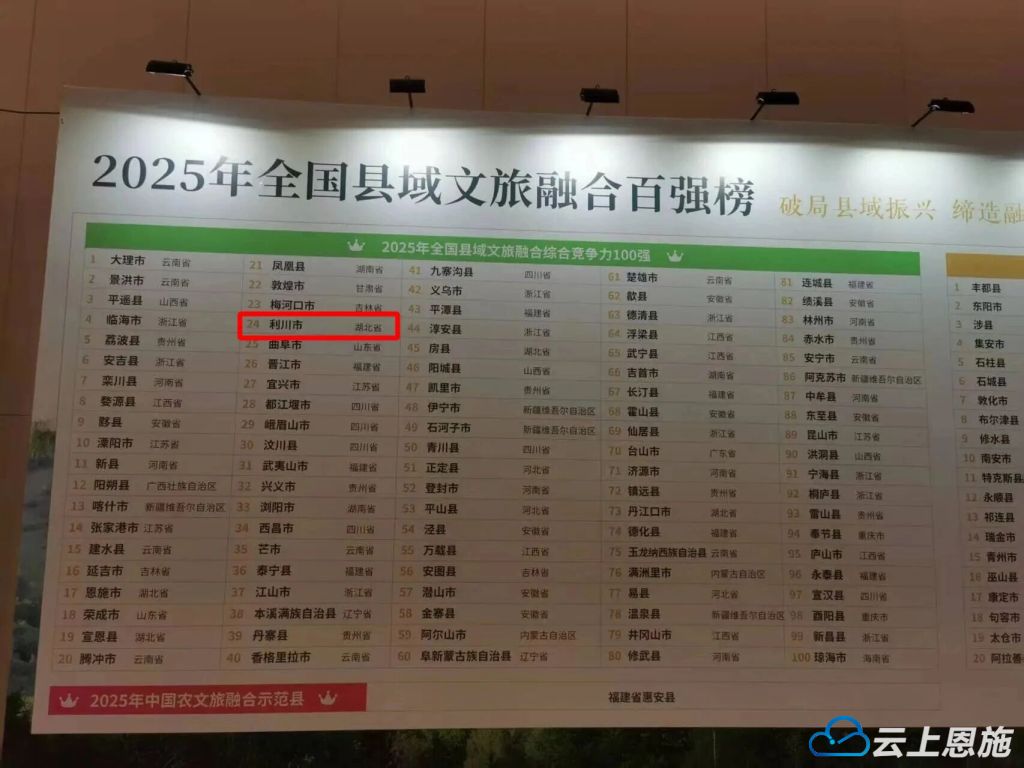 2025年全国县域文旅融合百强榜
破局县域振兴 缔造融
2025年全国县域文旅融合综合竞争力100强
1 大理市 云南省
2 景洪市 云南省
3 平遥县 山西省
4 临海市 浙江省
5 荔波县 贵州省
6 安吉县 浙江省
7 栾川县 河南省
8 婺源县 江西省
9 黟县 安徽省
10 溧阳市 江苏省
11 新县 河南省
12 阳朔县 广西壮族自治区
13 喀什市 新疆维吾尔自治区
14 张家港市 江苏省
15 建水县 云南省
16 延吉市 吉林省
17 恩施市 湖北省
18 荣成市 山东省
19 宣恩县 湖北省
20 腾冲市 云南省
21 凤凰县 湖南省
22 敦煌市 甘肃省
23 梅河口市 吉林省
24 利川市 湖北省
25 曲阜市 山东省
26 晋江市 福建省
27 宜兴市 江苏省
28 都江堰市 四川省
29 峨眉山市 四川省
30 汶川县 四川省
31 武夷山市 福建省
32 兴义市 贵州省
33 浏阳市 湖南省
34 西昌市 四川省
35 芒市 云南省
36 泰宁县 福建省
37 江山市 浙江省
38 本溪满族自治县 辽宁省
39 丹寨县 贵州省
40 香格里拉市 云南省
41 九寨沟县 四川省
42 义乌市 浙江省
43 平潭县 福建省
44 淳安县 浙江省
45 房县 湖北省
46 阳城县 山西省
47 凯里市 贵州省
48 伊宁市 新疆维吾尔自治区
49 石河子市 新疆维吾尔自治区
50 青川县 四川省
51 正定县 河北省
52 登封市 河南省
53 平山县 河北省
54 泾县 安徽省
55 万载县 江西省
56 安图县 吉林省
57 潜山市 安徽省
58 金寨县 安徽省
59 阿尔山市 内蒙古自治区
60 阜新蒙古族自治县 辽宁省
61 楚雄市 云南省
62 歙县 安徽省
63 德清县 浙江省
64 浮梁县 江西省
65 武宁县 江西省
66 吉首市 湖南省
67 长汀县 福建省
68 霍山县 安徽省
69 仙居县 浙江省
70 台山市 广东省
71 济源市 河南省
72 镇远县 贵州省
73 丹江口市 湖北省
74 德化县 福建省
75 玉龙纳西族自治县 云南省
76 满洲里市 内蒙古自治区
77 易县 河北省
78 温泉县 新疆维吾尔自治区
79 井冈山市 江西省
80 修武县 河南省
81 连城县 福建省
82 绩溪县 安徽省
83 林州市 河南省
84 赤水市 贵州省
85 安宁市 云南省
86 阿克苏市 新疆维吾尔自治区
87 中牟县 河南省
88 东至县 安徽省
89 昆山市 江苏省
90 洪洞县 山西省
91 宁海县 浙江省
92 桐庐县 浙江省
93 雷山县 贵州省
94 奉节县 重庆市
95 庐山市 江西省
96 永泰县 福建省
97 宣汉县 四川省
98 酉阳县 重庆市
99 新昌县 浙江省
100 琼海市 海南省
1 丰都县
2 东阳市
3 涉县
4 集安市
5 石柱县
6 石城县
7 敦化市
8 布尔津县
9 修水县
10 南安市
11 特克斯县
12 永顺县
13 祁连县
14 瑞金市
15 青州市
16 巫山县
17 康定市
18 句容市
19 太仓市
20 阿拉善
2025年中国农文旅融合示范县
福建省惠安县
云上恩施